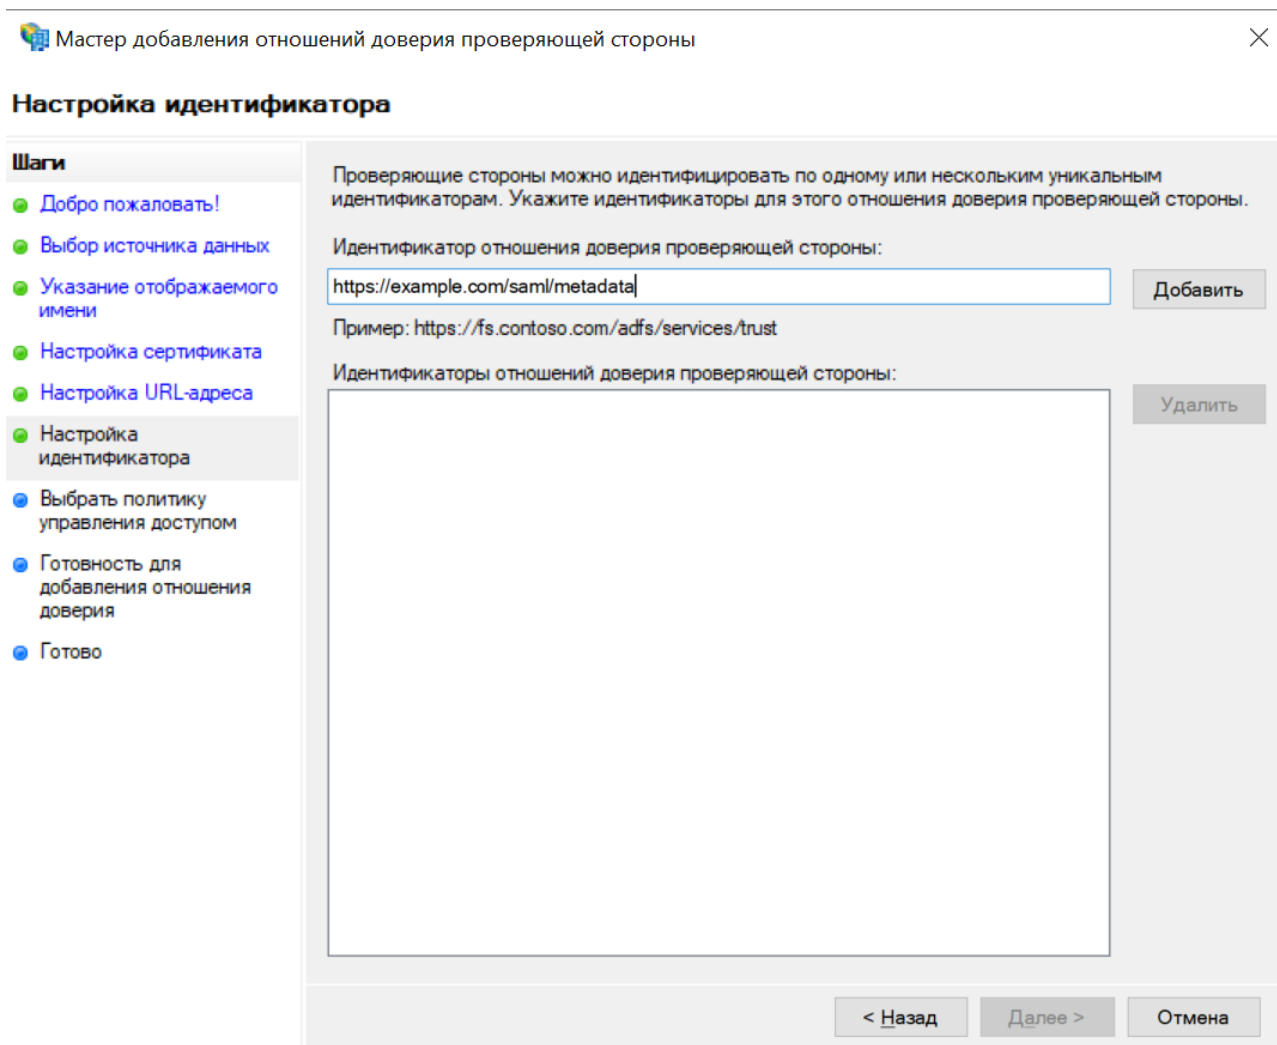 Мастер добавления отношений доверия проверяющей стороны
Настройка идентификатора
Шаги
Добро пожаловать!
Выбор источника данных
Указание отображаемого
имени
Настройка сертификата
Настройка URL-адреса
Настройка
идентификатора
Выбрать политику
управления доступом
Готовность для
добавления отношения
доверия
Готово
Проверяющие стороны можно идентифицировать по одному или нескольким уникальным
идентификаторам. Укажите идентификаторы для этого отношения доверия проверяющей стороны.
Идентификатор отношения доверия проверяющей стороны:
https://example.com/saml/metadata
Добавить
Пример: https://fs.contoso.com/adfs/services/trust
Идентификаторы отношений доверия проверяющей стороны:
Удалить
< Назад
Далее >
Отмена